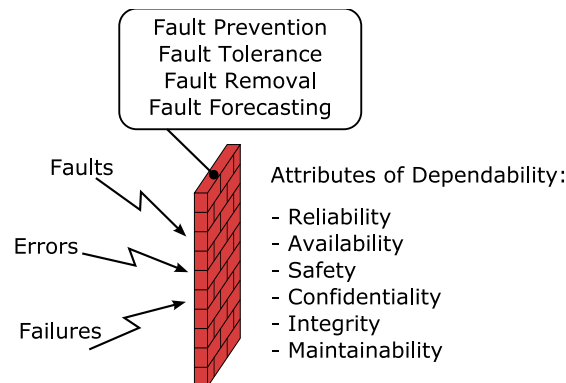 Fault Prevention
Fault Tolerance
Fault Removal
Fault Forecasting
Faults
Errors
Failures
Attributes of Dependability:
- Reliability
- Availability
- Safety
- Confidentiality
- Integrity
- Maintainability